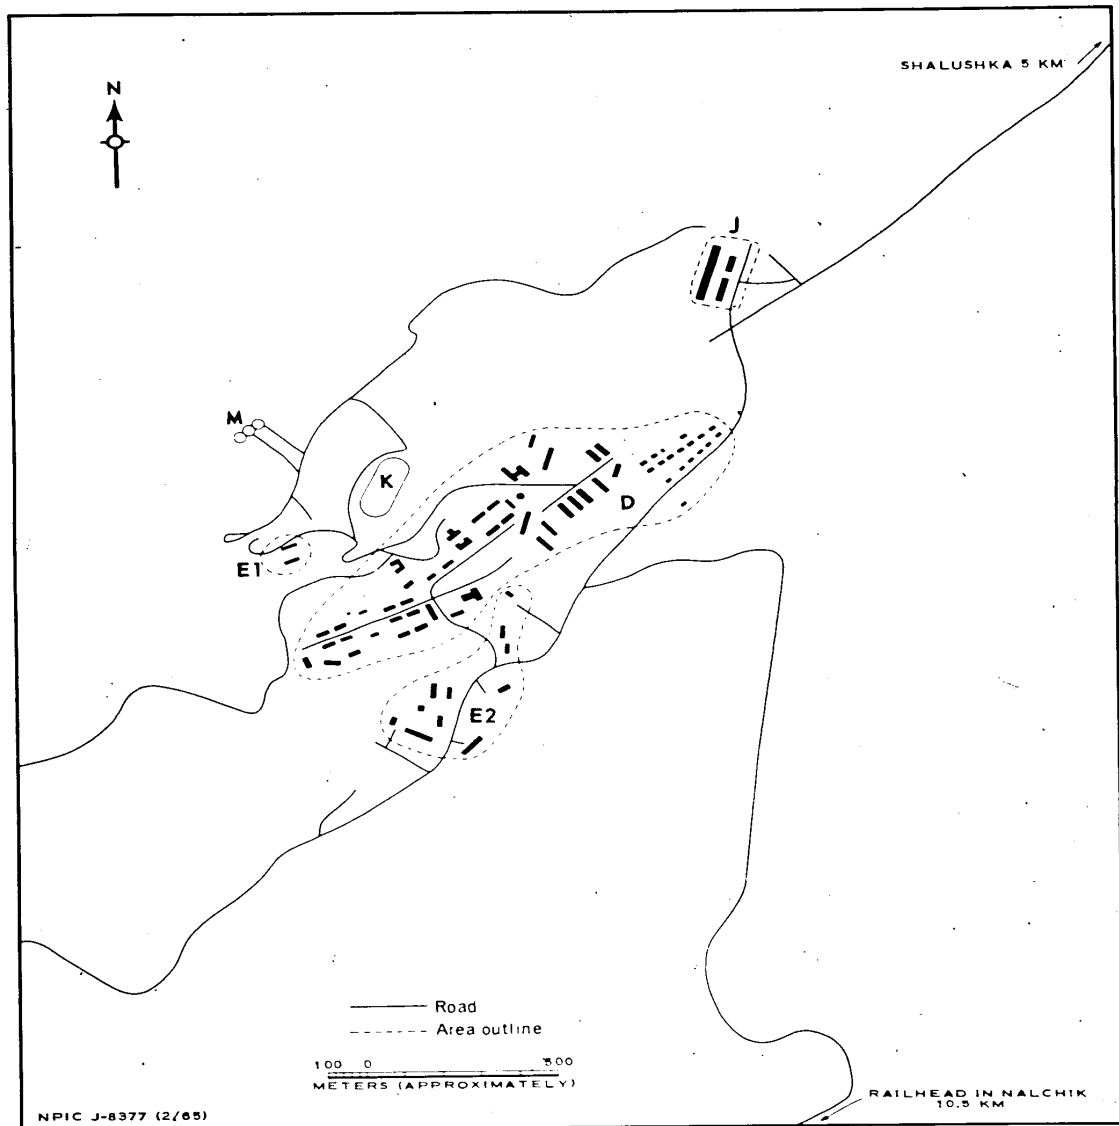 SHALUSHKA 5 KM
N
J
M
K
D
E1
E2
Road
Area outline
100 0 500
METERS (APPROXIMATELY)
RAILHEAD IN NALCHIK
10.5 KM
NPIC J-8377 (2/65)